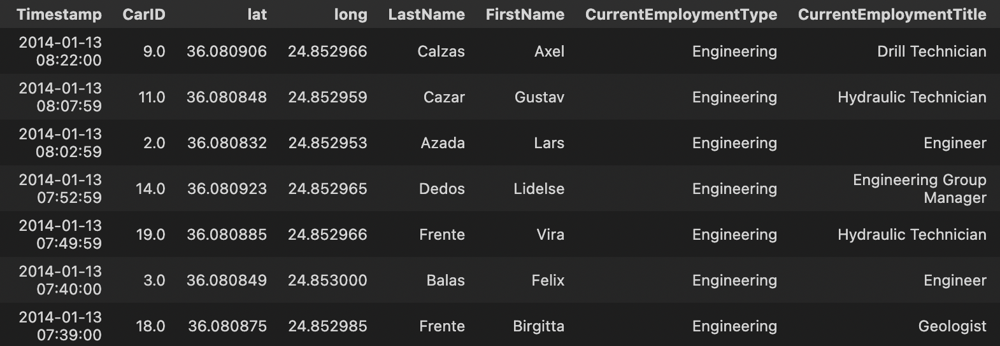 Timestamp CarID lat long LastName FirstName CurrentEmploymentType CurrentEmploymentTitle
2014-01-13
08:22:00 9.0 36.080906 24.852966 Calzas Axel Engineering Drill Technician
2014-01-13
08:07:59 11.0 36.080848 24.852959 Cazar Gustav Engineering Hydraulic Technician
2014-01-13
08:02:59 2.0 36.080832 24.852953 Azada Lars Engineering Engineer
2014-01-13
07:52:59 14.0 36.080923 24.852965 Dedos Lidelse Engineering Engineering Group
Manager
2014-01-13
07:49:59 19.0 36.080885 24.852966 Frente Vira Engineering Hydraulic Technician
2014-01-13
07:40:00 3.0 36.080849 24.853000 Balas Felix Engineering Engineer
2014-01-13
07:39:00 18.0 36.080875 24.852985 Frente Birgitta Engineering Geologist